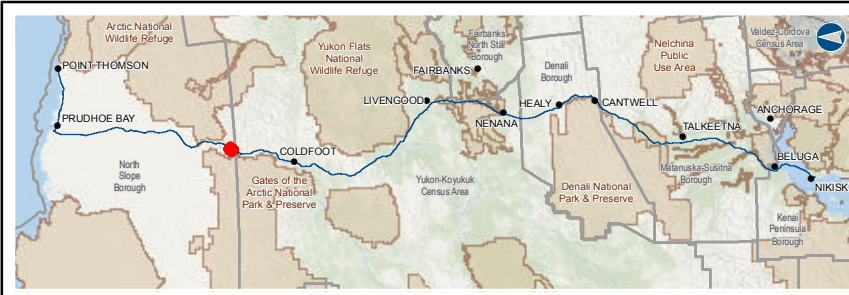 Arctic National
Wildlife Refuge
POINT THOMSON
PRUDHOE BAY
North
Slope
Borough
COLDFOOT
Gates of the
Arctic National
Park & Preserve
Yukon Flats
National
Wildlife Refuge
LIVENGOOD
FAIRBANKS
Fairbanks
North Star
Borough
NENANA
Yukon-Koyukuk
Census Area
Denali
Borough
HEALY
CANTWELL
Denali National
Park & Preserve
Nelchina
Public
Use Area
TALKEETNA
Matanuska-Susitna
Borough
Valdez-Cordova
Census Area
ANCHORAGE
BELUGA
NIKISK
Kenai
Peninsula
Borough